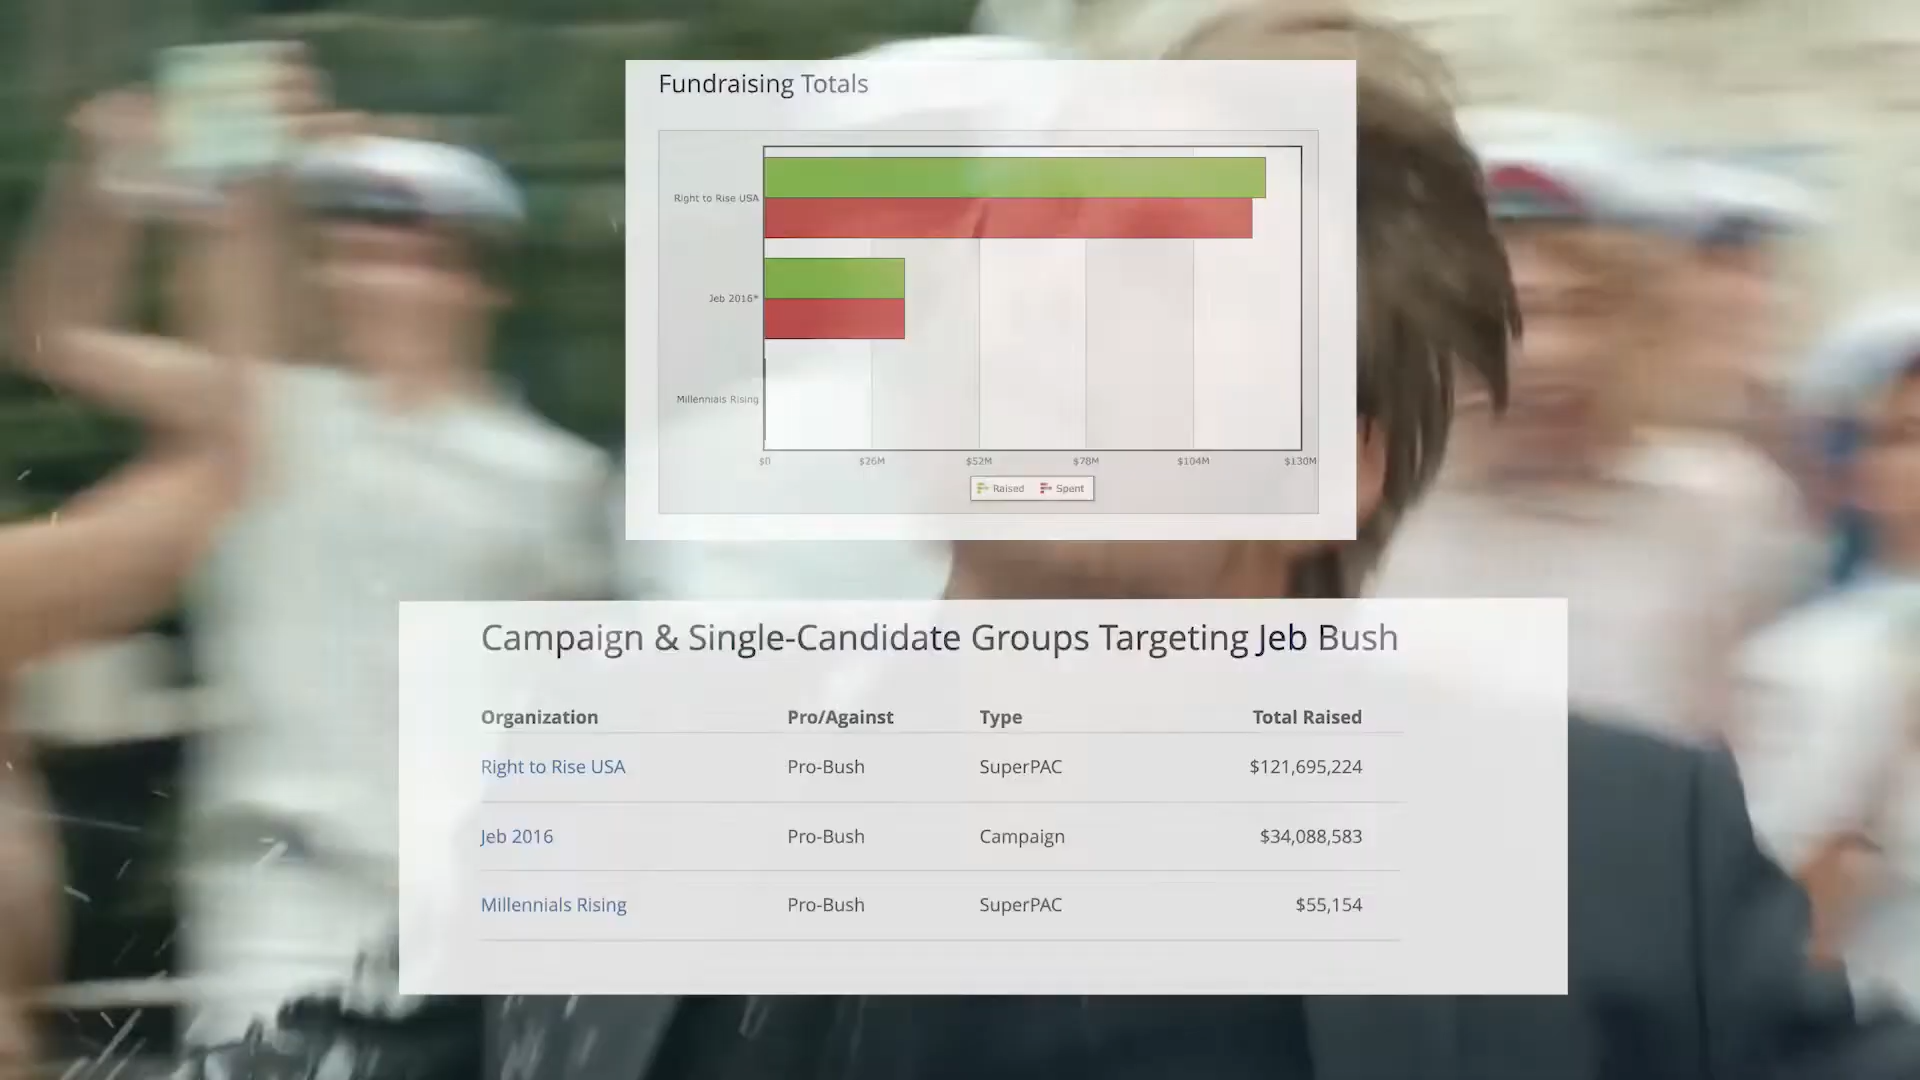 Fundraising Totals
Right to Rise USA
Jeb 2016*
Millennials Rising
$0 $26M $52M $78M $104M $130M
Raised Spent
Campaign & Single-Candidate Groups Targeting Jeb Bush
Organization Pro/Against Type Total Raised
Right to Rise USA Pro-Bush SuperPAC $121,695,224
Jeb 2016 Pro-Bush Campaign $34,088,583
Millennials Rising Pro-Bush SuperPAC $55,154